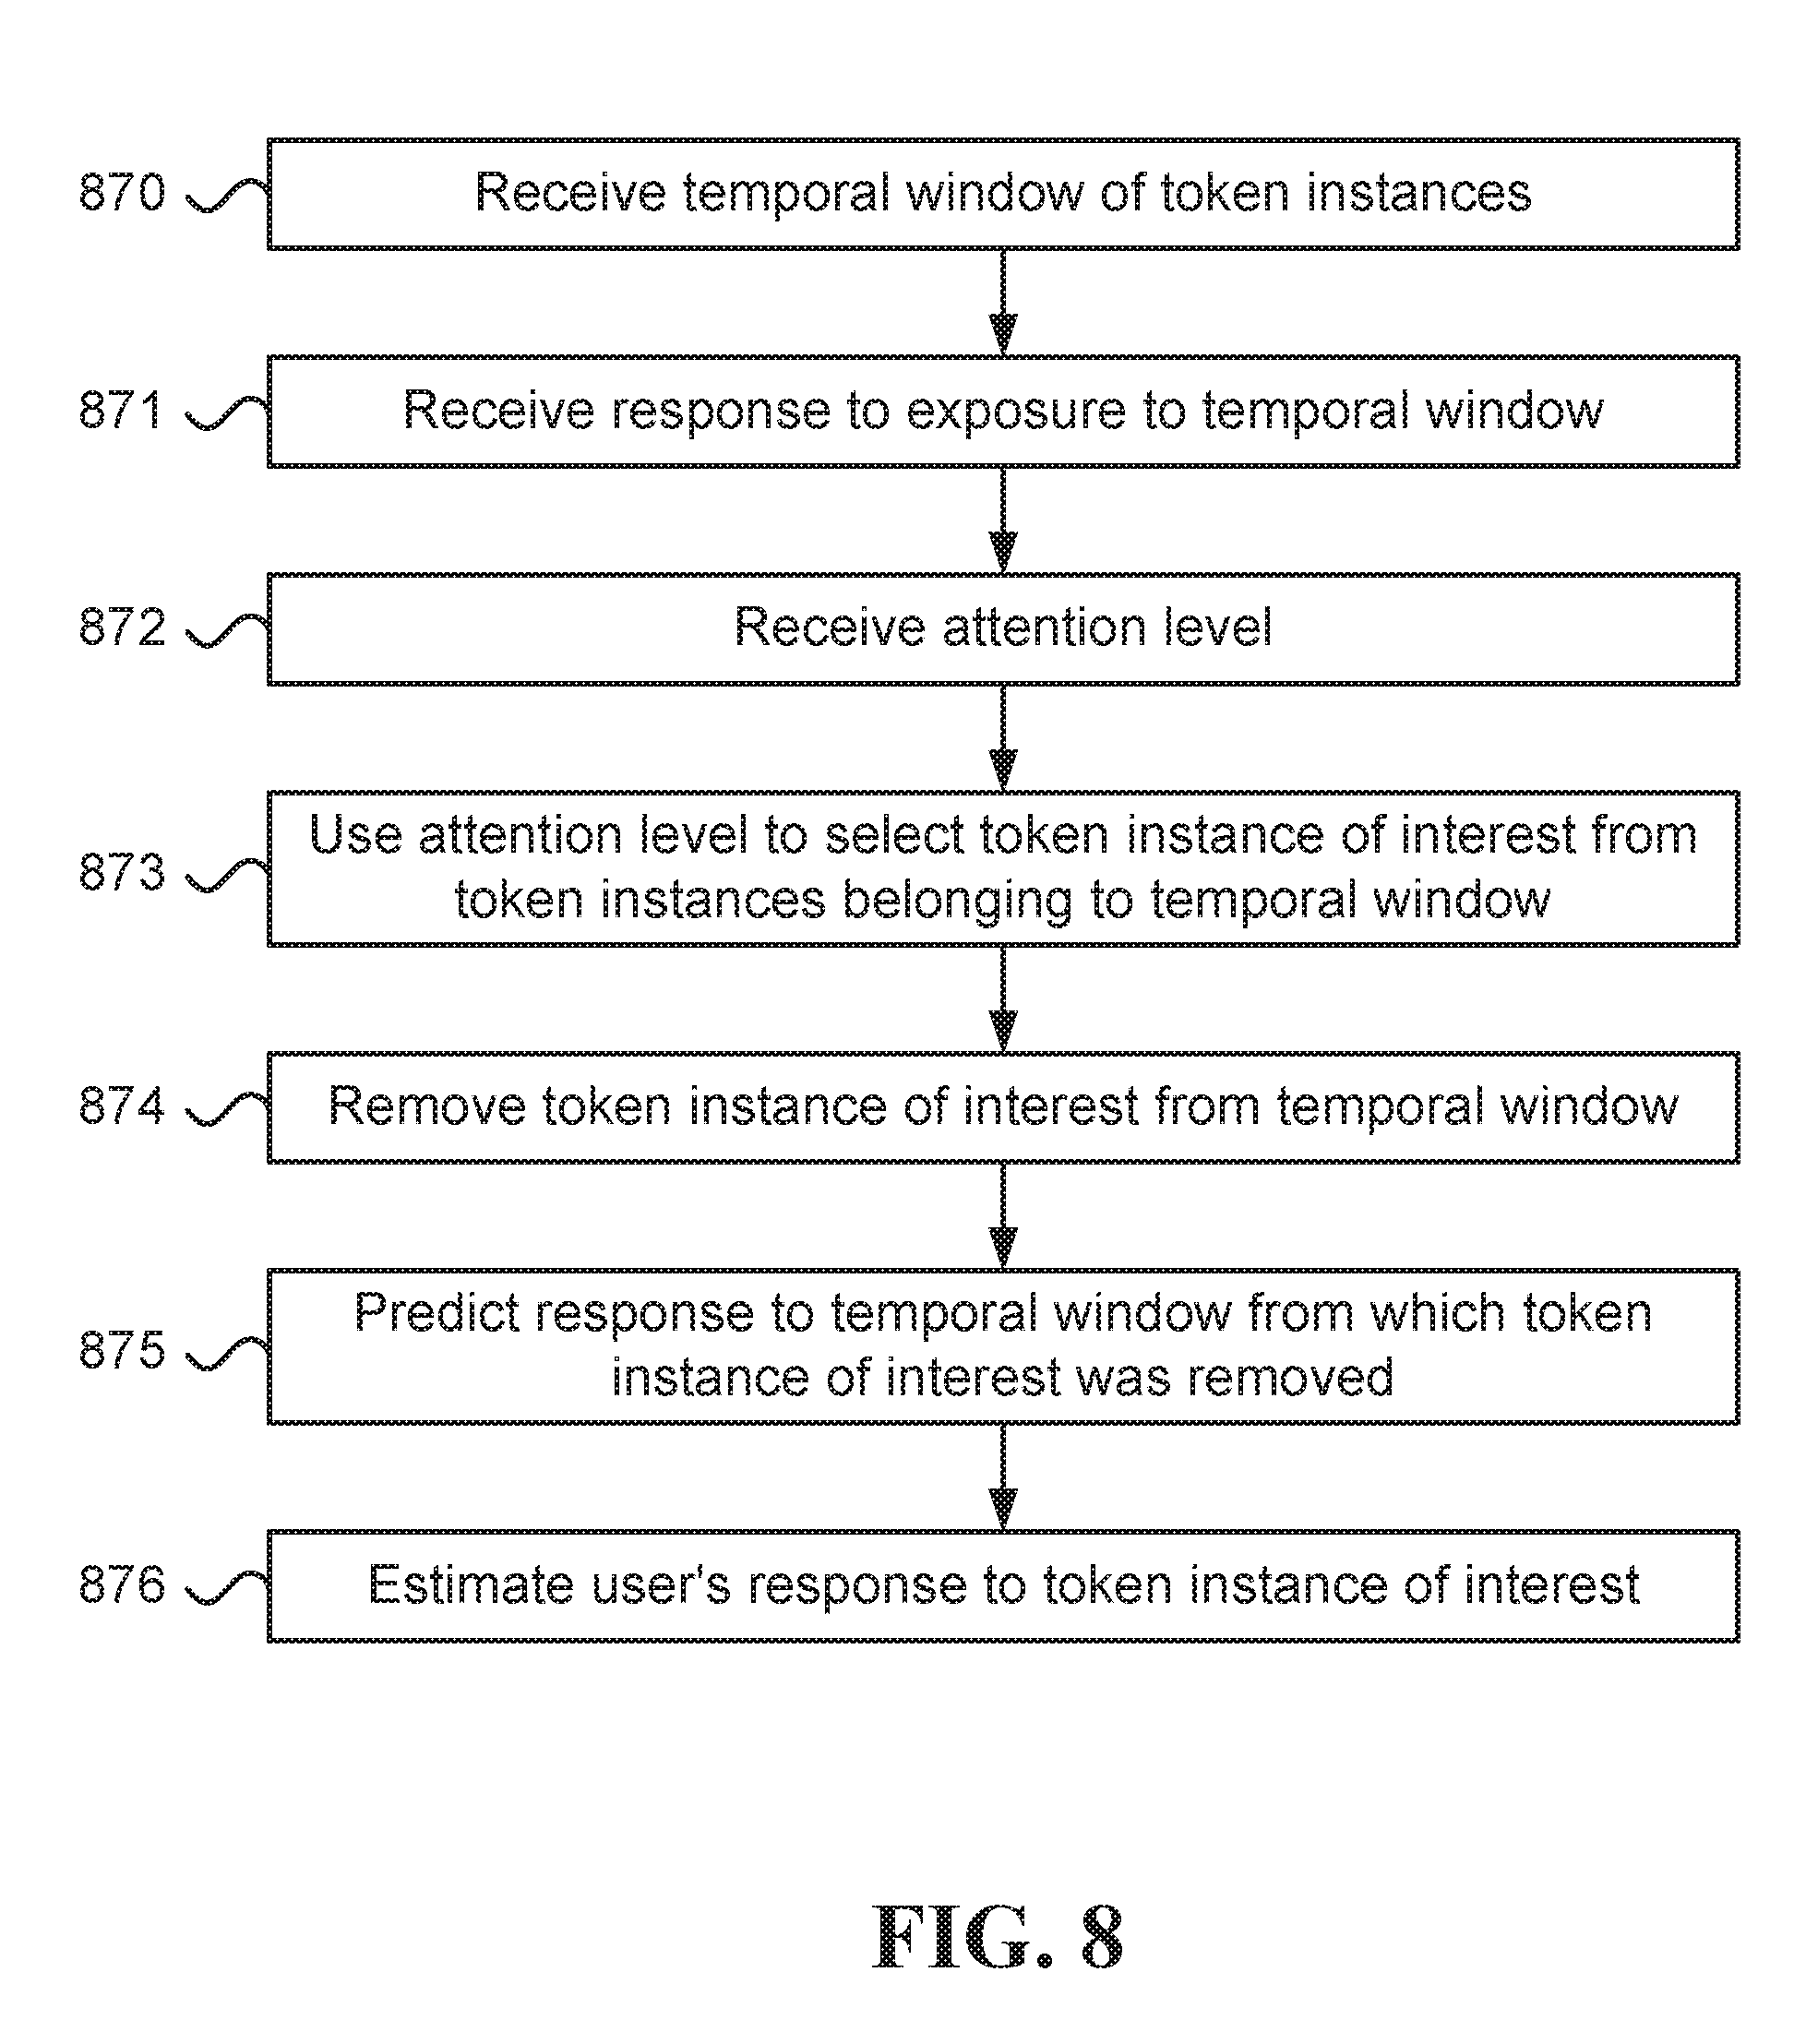 870 Receive temporal window of token instances
871 Receive response to exposure to temporal window
872 Receive attention level
873 Use attention level to select token instance of interest from
token instances belonging to temporal window
874 Remove token instance of interest from temporal window
875 Predict response to temporal window from which token
instance of interest was removed
876 Estimate user's response to token instance of interest
FIG. 8